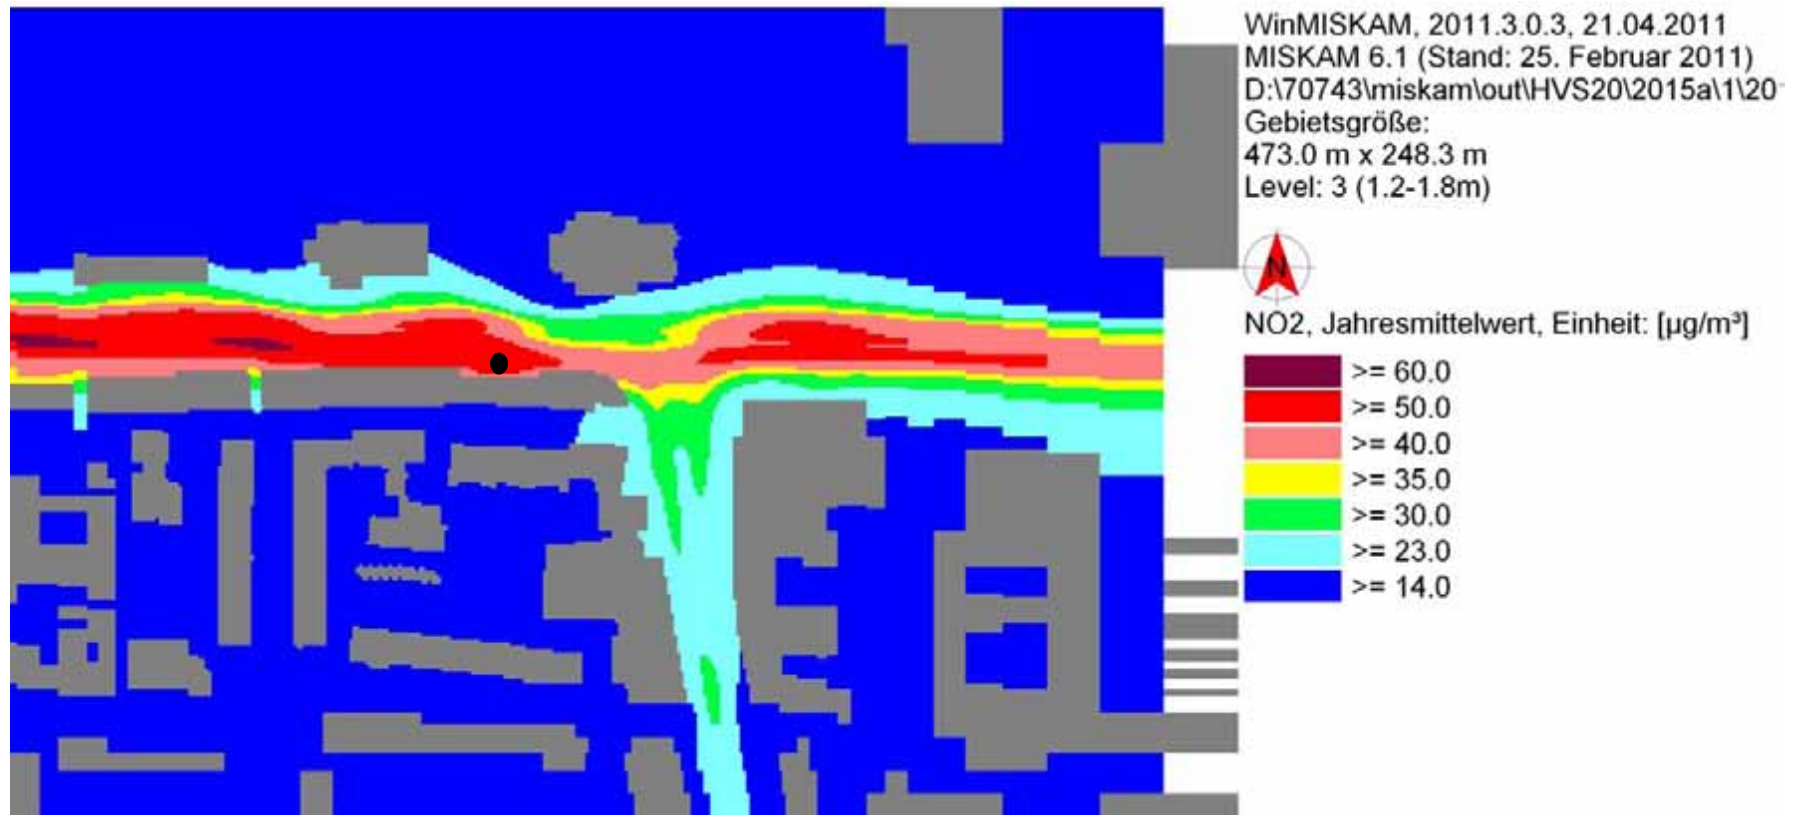 WinMISKAM, 2011.3.0.3, 21.04.2011
MISKAM 6.1 (Stand: 25. Februar 2011)
D:\70743\miskam\out\HVS20\2015a\1\20
Gebietsgröße:
473.0 m x 248.3 m
Level: 3 (1.2-1.8m)
N
NO2, Jahresmittelwert, Einheit: [µg/m³]
>= 60.0
>= 50.0
>= 40.0
>= 35.0
>= 30.0
>= 23.0
>= 14.0